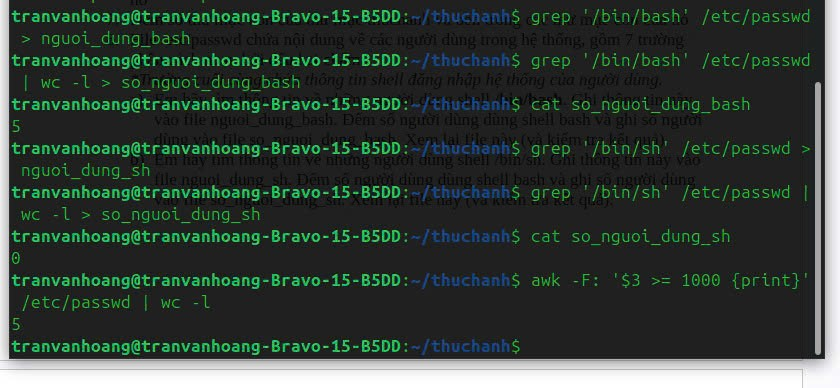 tranvanhoang@tranvanhoang-Bravo-15-B5DD:~/thuchanh$ grep '/bin/bash' /etc/passwd
> nguoi_dung_bash
tranvanhoang@tranvanhoang-Bravo-15-B5DD:~/thuchanh$ grep '/bin/bash' /etc/passwd
| wc -l > so_nguoi_dung_bash
tranvanhoang@tranvanhoang-Bravo-15-B5DD:~/thuchanh$ cat so_nguoi_dung_bash
5
tranvanhoang@tranvanhoang-Bravo-15-B5DD:~/thuchanh$ grep '/bin/sh' /etc/passwd >
nguoi_dung_sh
tranvanhoang@tranvanhoang-Bravo-15-B5DD:~/thuchanh$ grep '/bin/sh' /etc/passwd |
wc -l > so_nguoi_dung_sh
tranvanhoang@tranvanhoang-Bravo-15-B5DD:~/thuchanh$ cat so_nguoi_dung_sh
0
tranvanhoang@tranvanhoang-Bravo-15-B5DD:~/thuchanh$ awk -F: '$3 >= 1000 {print}'
/etc/passwd | wc -l
5
tranvanhoang@tranvanhoang-Bravo-15-B5DD:~/thuchanh$